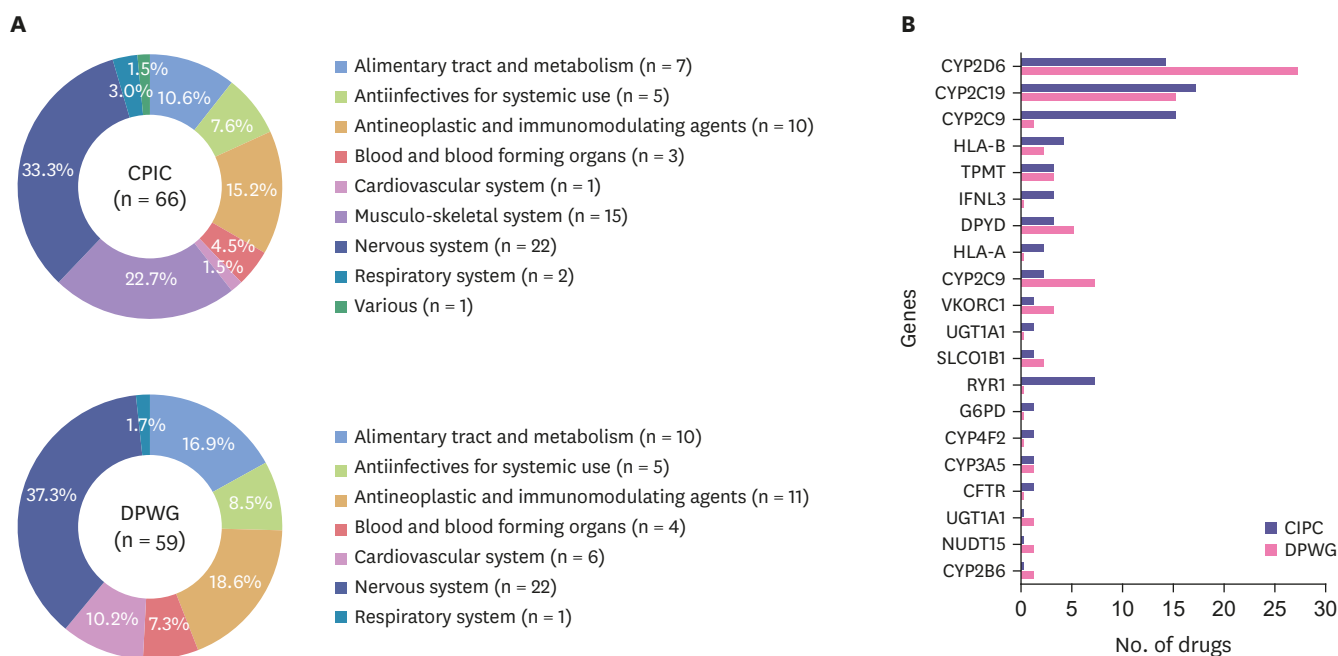 A
1.5%
3.0%
10.6%
7.6%
33.3%
15.2%
4.5%
1.5%
22.7%
CPIC
(n = 66)
Alimentary tract and metabolism (n = 7)
Antiinfectives for systemic use (n = 5)
Antineoplastic and immunomodulating agents (n = 10)
Blood and blood forming organs (n = 3)
Cardiovascular system (n = 1)
Musculo-skeletal system (n = 15)
Nervous system (n = 22)
Respiratory system (n = 2)
Various (n = 1)
1.7%
16.9%
37.3%
8.5%
18.6%
10.2%
7.3%
DPWG
(n = 59)
Alimentary tract and metabolism (n = 10)
Antiinfectives for systemic use (n = 5)
Antineoplastic and immunomodulating agents (n = 11)
Blood and blood forming organs (n = 4)
Cardiovascular system (n = 6)
Nervous system (n = 22)
Respiratory system (n = 1)
B
Genes
CYP2D6
CYP2C19
CYP2C9
HLA-B
TPMT
IFNL3
DPYD
HLA-A
CYP2C9
VKORC1
UGT1A1
SLCO1B1
RYR1
G6PD
CYP4F2
CYP3A5
CFTR
UGT1A1
NUDT15
CYP2B6
CIPC
DPWG
0 5 10 15 20 25 30
No. of drugs